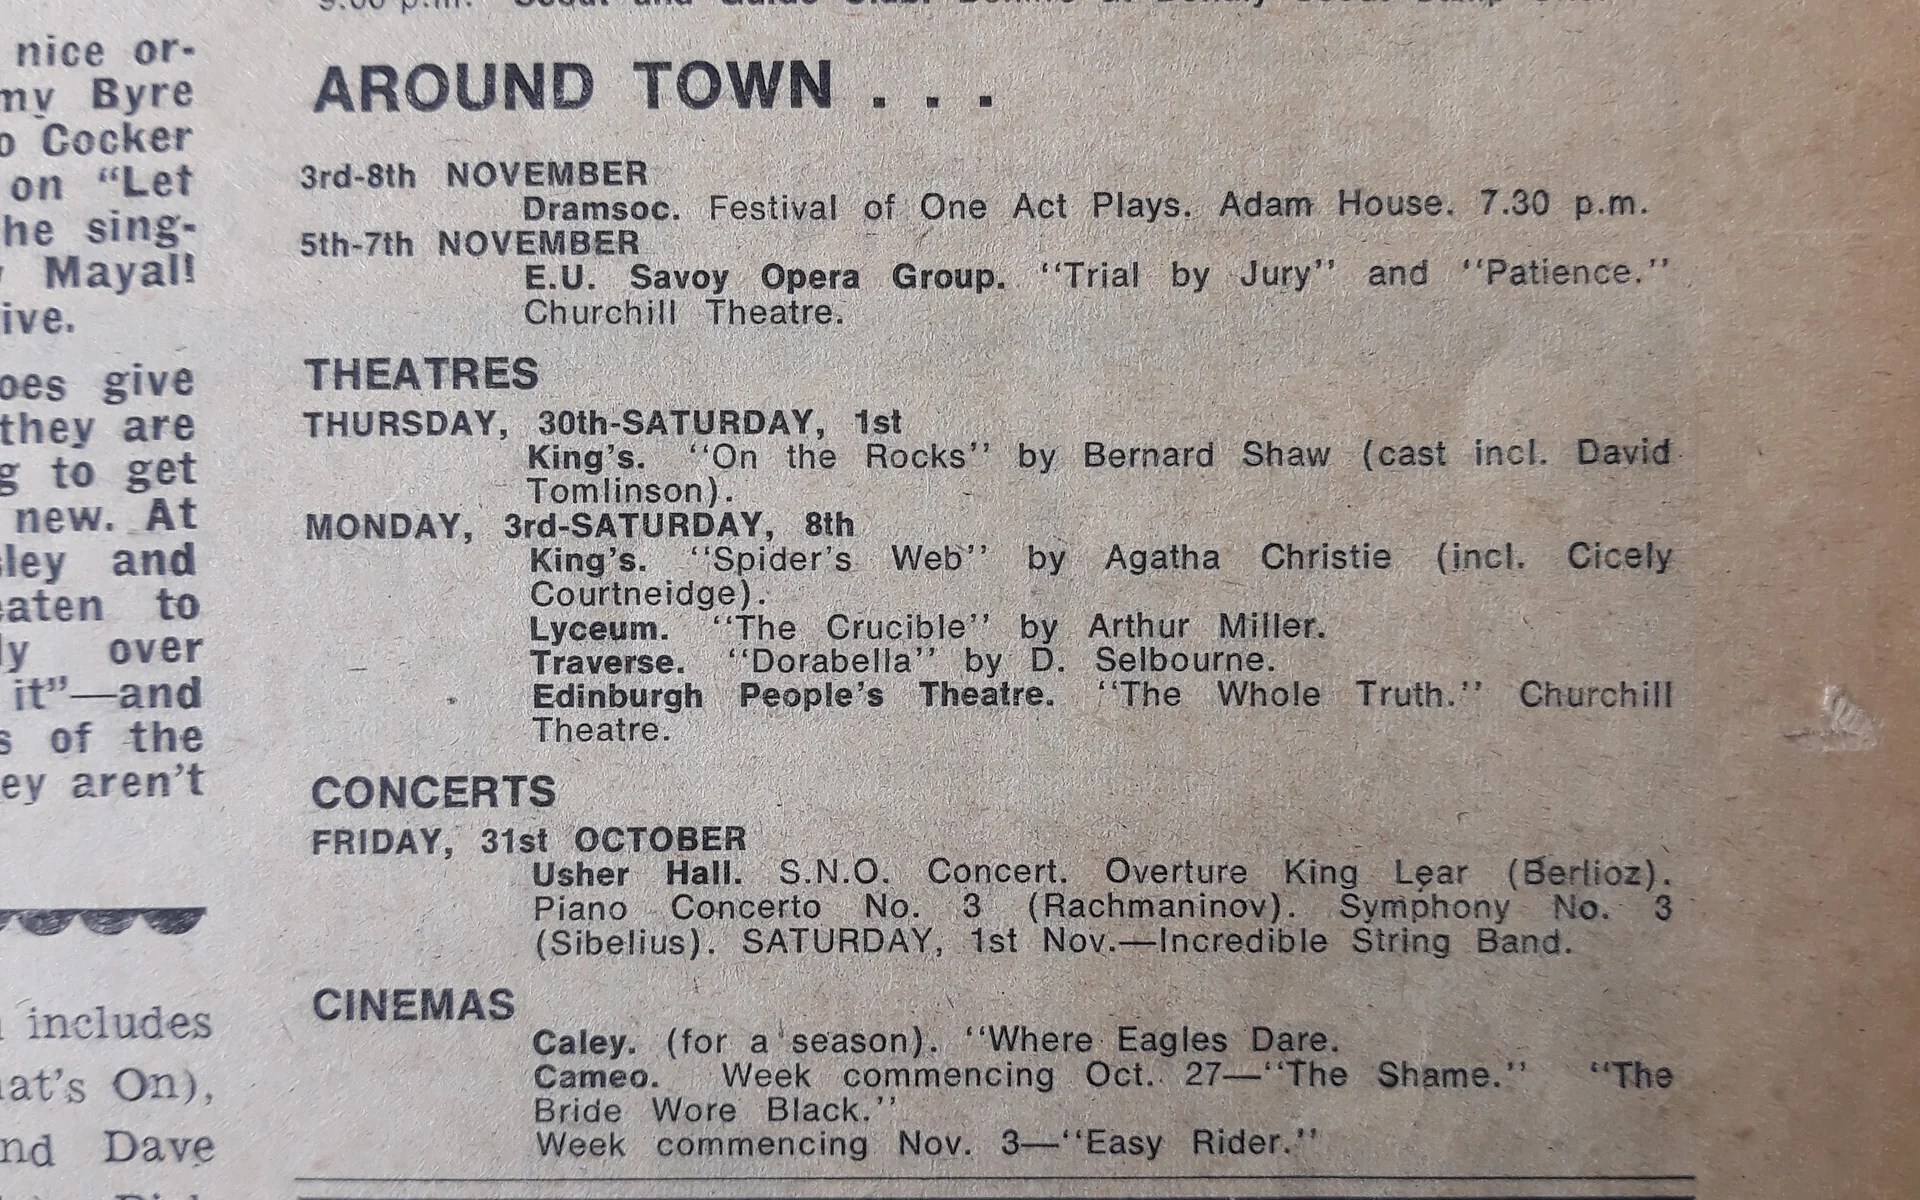 nice or-
my Byre
Cocker
on “Let
he sing-
Mayall
ive.
oes give
they are
g to get
new. At
sley and
eaten to
ly over
it”—and
s of the
ey aren’t
includes
at’s On),
nd Dave
AROUND TOWN . . .
3rd-8th NOVEMBER
Dramsoc. Festival of One Act Plays. Adam House. 7.30 p.m.
5th-7th NOVEMBER
E.U. Savoy Opera Group. “Trial by Jury” and “Patience.”
Churchill Theatre.
THEATRES
THURSDAY, 30th-SATURDAY, 1st
King’s. “On the Rocks” by Bernard Shaw (cast incl. David
Tomlinson).
MONDAY, 3rd-SATURDAY, 8th
King’s. “Spider’s Web” by Agatha Christie (incl. Cicely
Courtneidge).
Lyceum. “The Crucible” by Arthur Miller.
Traverse. “Dorabella” by D. Selbourne.
Edinburgh People’s Theatre. “The Whole Truth.” Churchill
Theatre.
CONCERTS
FRIDAY, 31st OCTOBER
Usher Hall. S.N.O. Concert. Overture King Lear (Berlioz).
Piano Concerto No. 3 (Rachmaninov). Symphony No. 3
(Sibelius). SATURDAY, 1st Nov.—Incredible String Band.
CINEMAS
Caley. (for a season). “Where Eagles Dare.
Cameo. Week commencing Oct. 27—“The Shame.” “The
Bride Wore Black.”
Week commencing Nov. 3—“Easy Rider.”